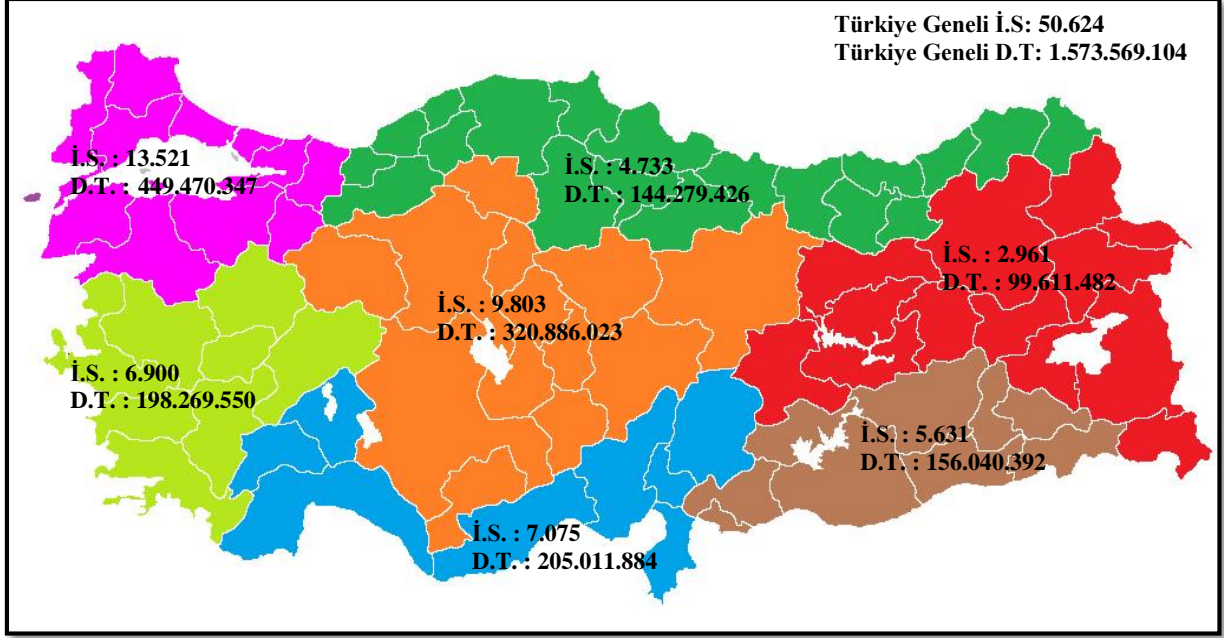 Türkiye Geneli İ.S: 50.624
Türkiye Geneli D.T: 1.573.569.104
İ.S. : 13.521
D.T. : 449.470.347
İ.S. : 4.733
D.T. : 144.279.426
İ.S. : 2.961
D.T. : 99.611.482
İ.S. : 9.803
D.T. : 320.886.023
İ.S. : 6.900
D.T. : 198.269.550
İ.S. : 5.631
D.T. : 156.040.392
İ.S. : 7.075
D.T. : 205.011.884